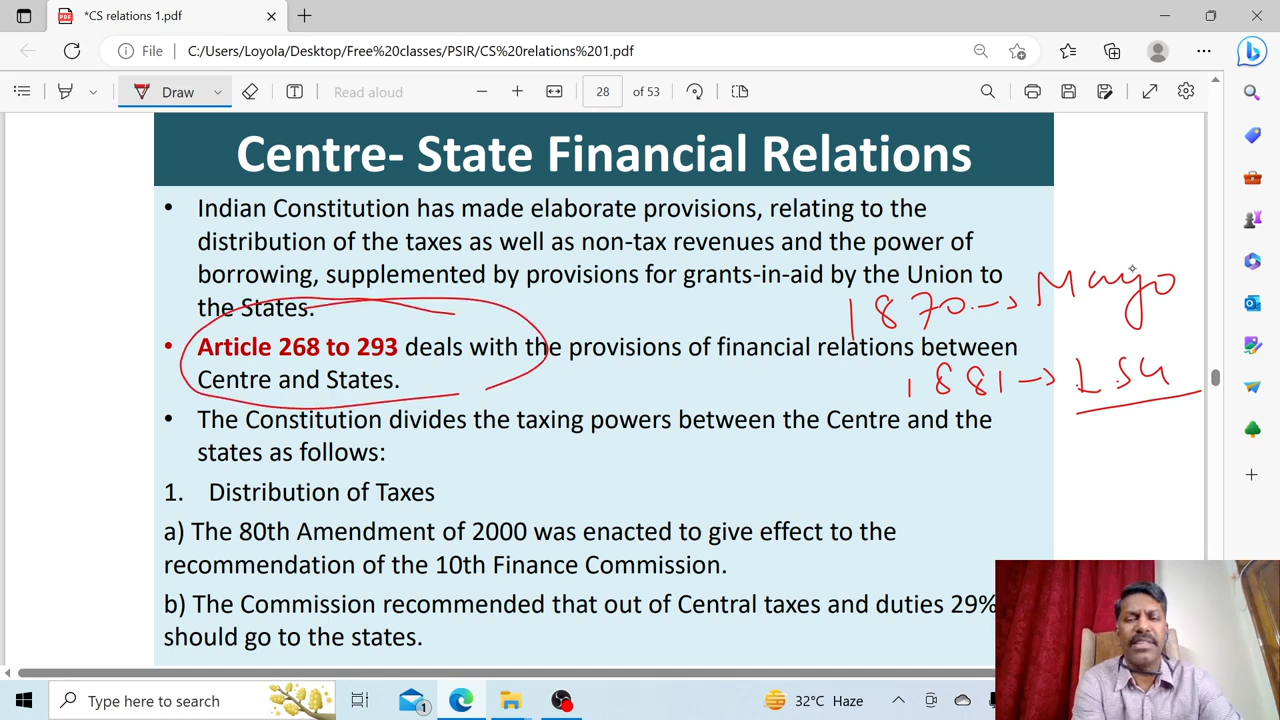 *CS relations 1.pdf
File C:/Users/Loyola/Desktop/Free%20classes/PSIR/CS%20relations%201.pdf
Draw Read aloud 28 of 53
Centre- State Financial Relations
• Indian Constitution has made elaborate provisions, relating to the
distribution of the taxes as well as non-tax revenues and the power of
borrowing, supplemented by provisions for grants-in-aid by the Union to
the States.
1870 → Mayo
• Article 268 to 293 deals with the provisions of financial relations between
Centre and States.
1881 → LSG
• The Constitution divides the taxing powers between the Centre and the
states as follows:
1. Distribution of Taxes
a) The 80th Amendment of 2000 was enacted to give effect to the
recommendation of the 10th Finance Commission.
b) The Commission recommended that out of Central taxes and duties 29%
should go to the states.
Type here to search 1 32°C Haze